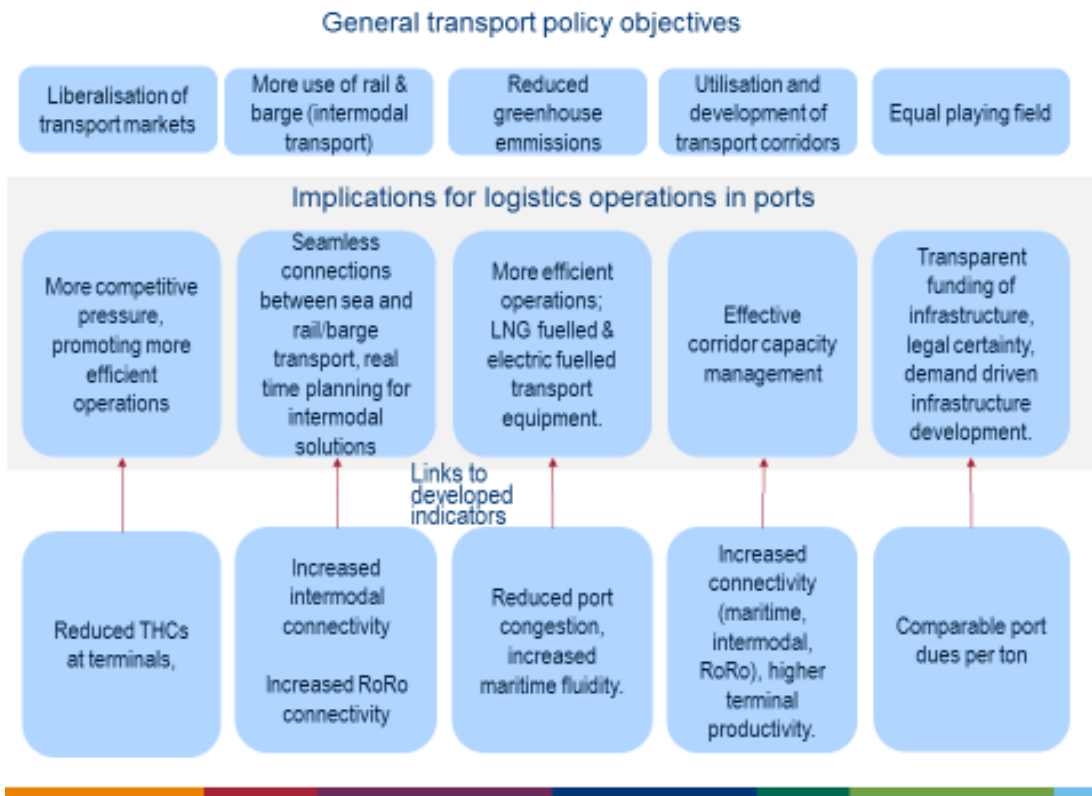 General transport policy objectives
Liberalisation of
transport markets
More use of rail &
barge (intermodal
transport)
Reduced
greenhouse
emmissions
Utilisation and
development of
transport corridors
Equal playing field
Implications for logistics operations in ports
More competitive
pressure,
promoting more
efficient
operations
Seamless
connections
between sea and
rail/barge
transport, real
time planning for
intermodal
solutions
More efficient
operations;
LNG fuelled &
electric fuelled
transport
equipment.
Effective
corridor capacity
management
Transparent
funding of
infrastructure,
legal certainty,
demand driven
infrastructure
development.
Links to
developed
indicators
Reduced THCs
at terminals,
Increased
intermodal
connectivity
Increased RoRo
connectivity
Reduced port
congestion,
increased
maritime fluidity.
Increased
connectivity
(maritime,
intermodal,
RoRo), higher
terminal
productivity.
Comparable port
dues per ton